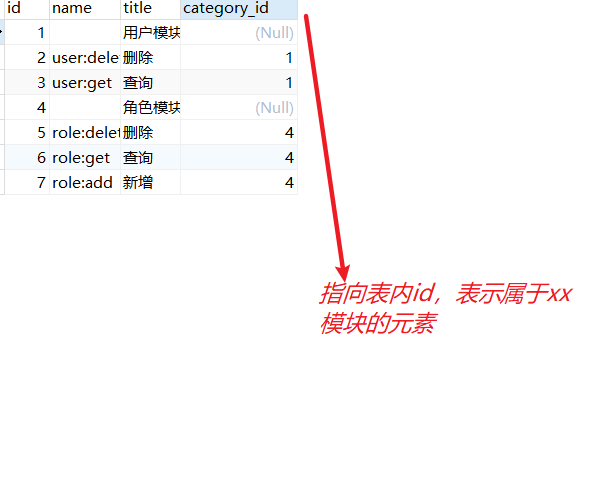 id name title category_id
1 用户模块 (Null)
2 user:dele 删除 1
3 user:get 查询 1
4 角色模块 (Null)
5 role:delet 删除 4
6 role:get 查询 4
7 role:add 新增 4
指向表内id，表示属于xx
模块的元素